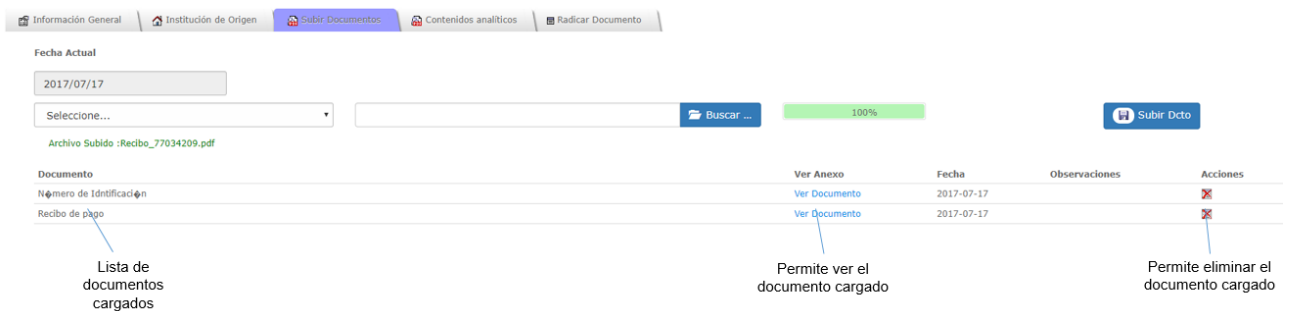 Información General
Institución de Origen
Subir Documentos
Contenidos analíticos
Radicar Documento
Fecha Actual
2017/07/17
Seleccione...
Buscar ...
100%
Subir Dcto
Archivo Subido :Recibo_77034209.pdf
Documento Ver Anexo Fecha Observaciones Acciones
N�mero de Idntificaci�n Ver Documento 2017-07-17
Recibo de pago Ver Documento 2017-07-17
Lista de
documentos
cargados
Permite ver el
documento cargado
Permite eliminar el
documento cargado